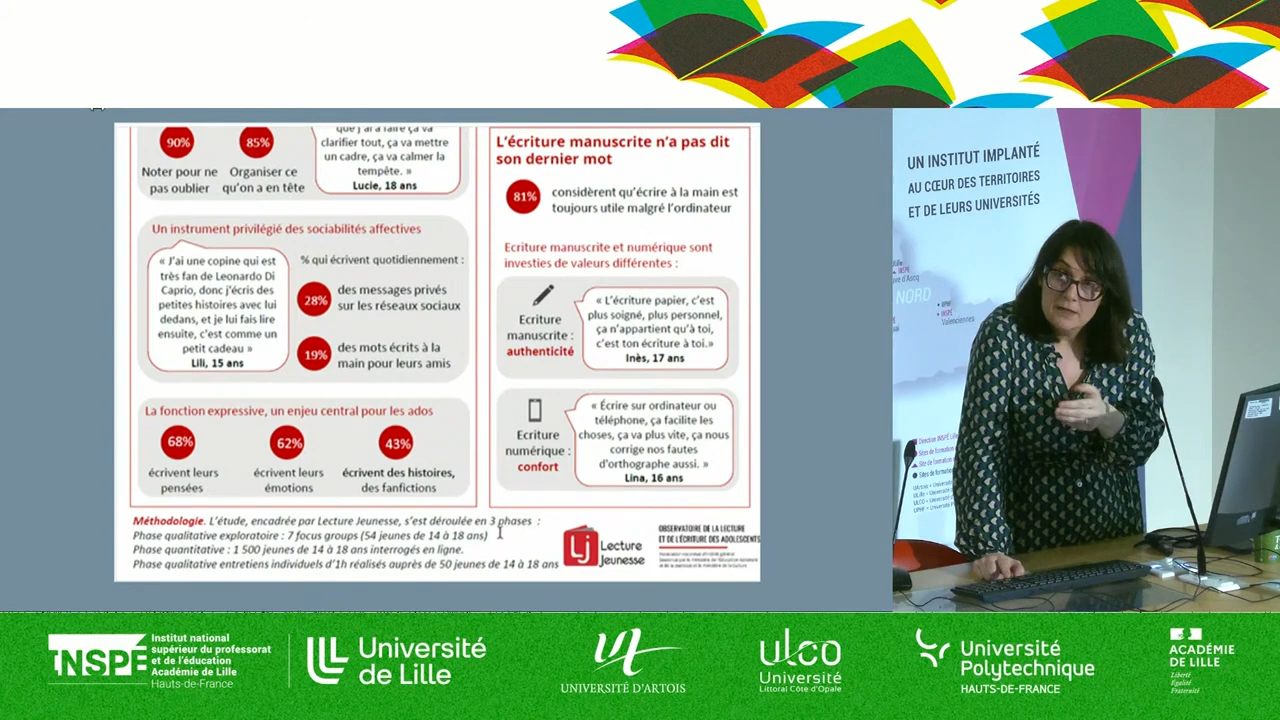 90%
Noter pour ne
pas oublier
85%
Organiser ce
qu'on a en tête
que j'ai à faire ça va
clarifier tout, ça va mettre
un cadre, ça va calmer la
tempête. »
Lucie, 18 ans
Un instrument privilégié des sociabilités affectives
« J'ai une copine qui est
très fan de Leonardo Di
Caprio, donc j'écris des
petites histoires avec lui
dedans, et je lui fais lire
ensuite, c'est comme un
petit cadeau »
Lili, 15 ans
% qui écrivent quotidiennement :
28%
des messages privés
sur les réseaux sociaux
19%
des mots écrits à la
main pour leurs amis
La fonction expressive, un enjeu central pour les ados
68%
écrivent leurs
pensées
62%
écrivent leurs
émotions
43%
écrivent des histoires,
des fanfictions
L'écriture manuscrite n'a pas dit
son dernier mot
81%
considèrent qu'écrire à la main est
toujours utile malgré l'ordinateur
Ecriture manuscrite et numérique sont
investies de valeurs différentes :
Ecriture
manuscrite :
authenticité
« L'écriture papier, c'est
plus soigné, plus personnel,
ça n'appartient qu'à toi,
c'est ton écriture à toi.»
Inès, 17 ans
Ecriture
numérique :
confort
« Écrire sur ordinateur ou
téléphone, ça facilite les
choses, ça va plus vite, ça nous
corrige nos fautes
d'orthographe aussi. »
Lina, 16 ans
Méthodologie. L'étude, encadrée par Lecture Jeunesse, s'est déroulée en 3 phases :
Phase qualitative exploratoire : 7 focus groups (54 jeunes de 14 à 18 ans)
Phase quantitative : 1 500 jeunes de 14 à 18 ans interrogés en ligne.
Phase qualitative entretiens individuels d'1h réalisés auprès de 50 jeunes de 14 à 18 ans
Lj
Lecture
Jeunesse
OBSERVATOIRE DE LA LECTURE
ET DE L'ÉCRITURE DES ADOLESCENTS
UN INSTITUT IMPLANTÉ
AU CŒUR DES TERRITOIRES
ET DE LEURS UNIVERSITÉS
NORD
INSPÉ
Valenciennes
INSPÉ
Institut national
supérieur du professorat
et de l'éducation
Académie de Lille
Hauts-de-France
Université
de Lille
UNIVERSITÉ D'ARTOIS
ULCO
Université
Littoral Côte d'Opale
Université
Polytechnique
HAUTS-DE-FRANCE
ACADÉMIE
DE LILLE
Liberté
Égalité
Fraternité